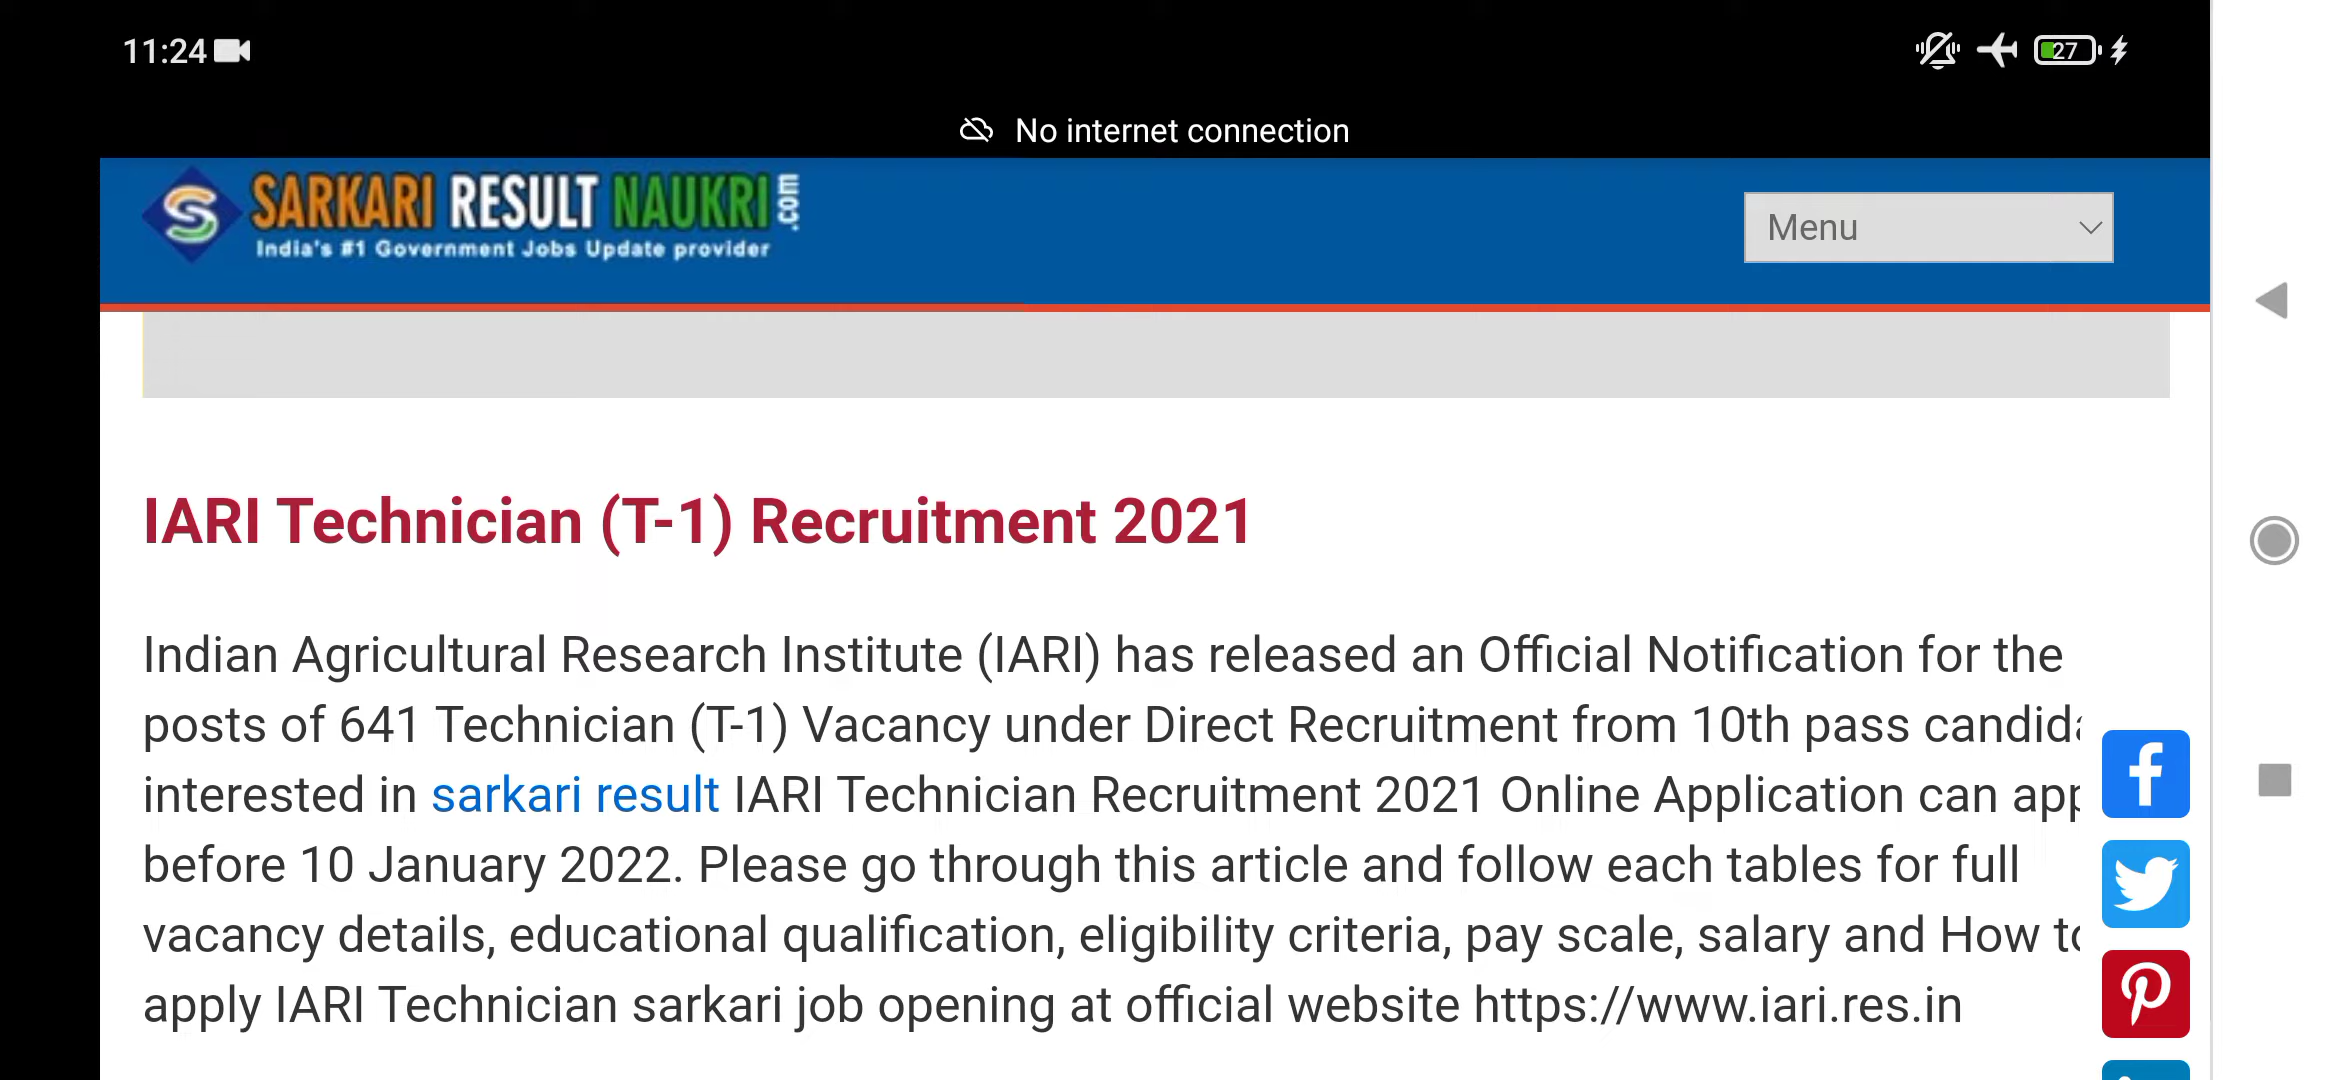 11:24
27
No internet connection
SARKARI RESULT NAUKRI.com
India's #1 Government Jobs Update provider
Menu
IARI Technician (T-1) Recruitment 2021
Indian Agricultural Research Institute (IARI) has released an Official Notification for the
posts of 641 Technician (T-1) Vacancy under Direct Recruitment from 10th pass
interested in sarkari result IARI Technician Recruitment 2021 Online Application can
before 10 January 2022. Please go through this article and follow each tables for full
vacancy details, educational qualification, eligibility criteria, pay scale, salary and How to
apply IARI Technician sarkari job opening at official website https://www.iari.res.in